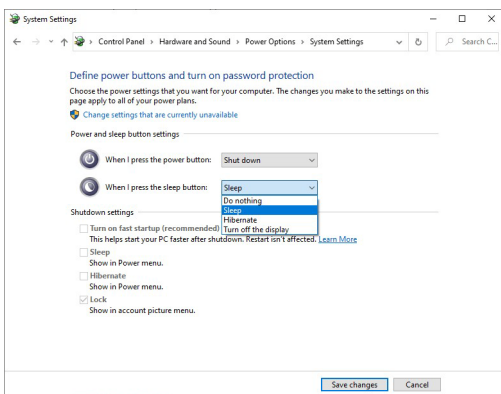 System Settings
Control Panel > Hardware and Sound > Power Options > System Settings
Search C...
Define power buttons and turn on password protection
Choose the power settings that you want for your computer. The changes you make to the settings on this
page apply to all of your power plans.
Change settings that are currently unavailable
Power and sleep button settings
When I press the power button: Shut down
When I press the sleep button: Sleep
Do nothing
Sleep
Hibernate
Turn off the display
Shutdown settings
Turn on fast startup (recommended)
This helps start your PC faster after shutdown. Restart isn't affected. Learn More
Sleep
Show in Power menu.
Hibernate
Show in Power menu.
Lock
Show in account picture menu.
Save changes Cancel